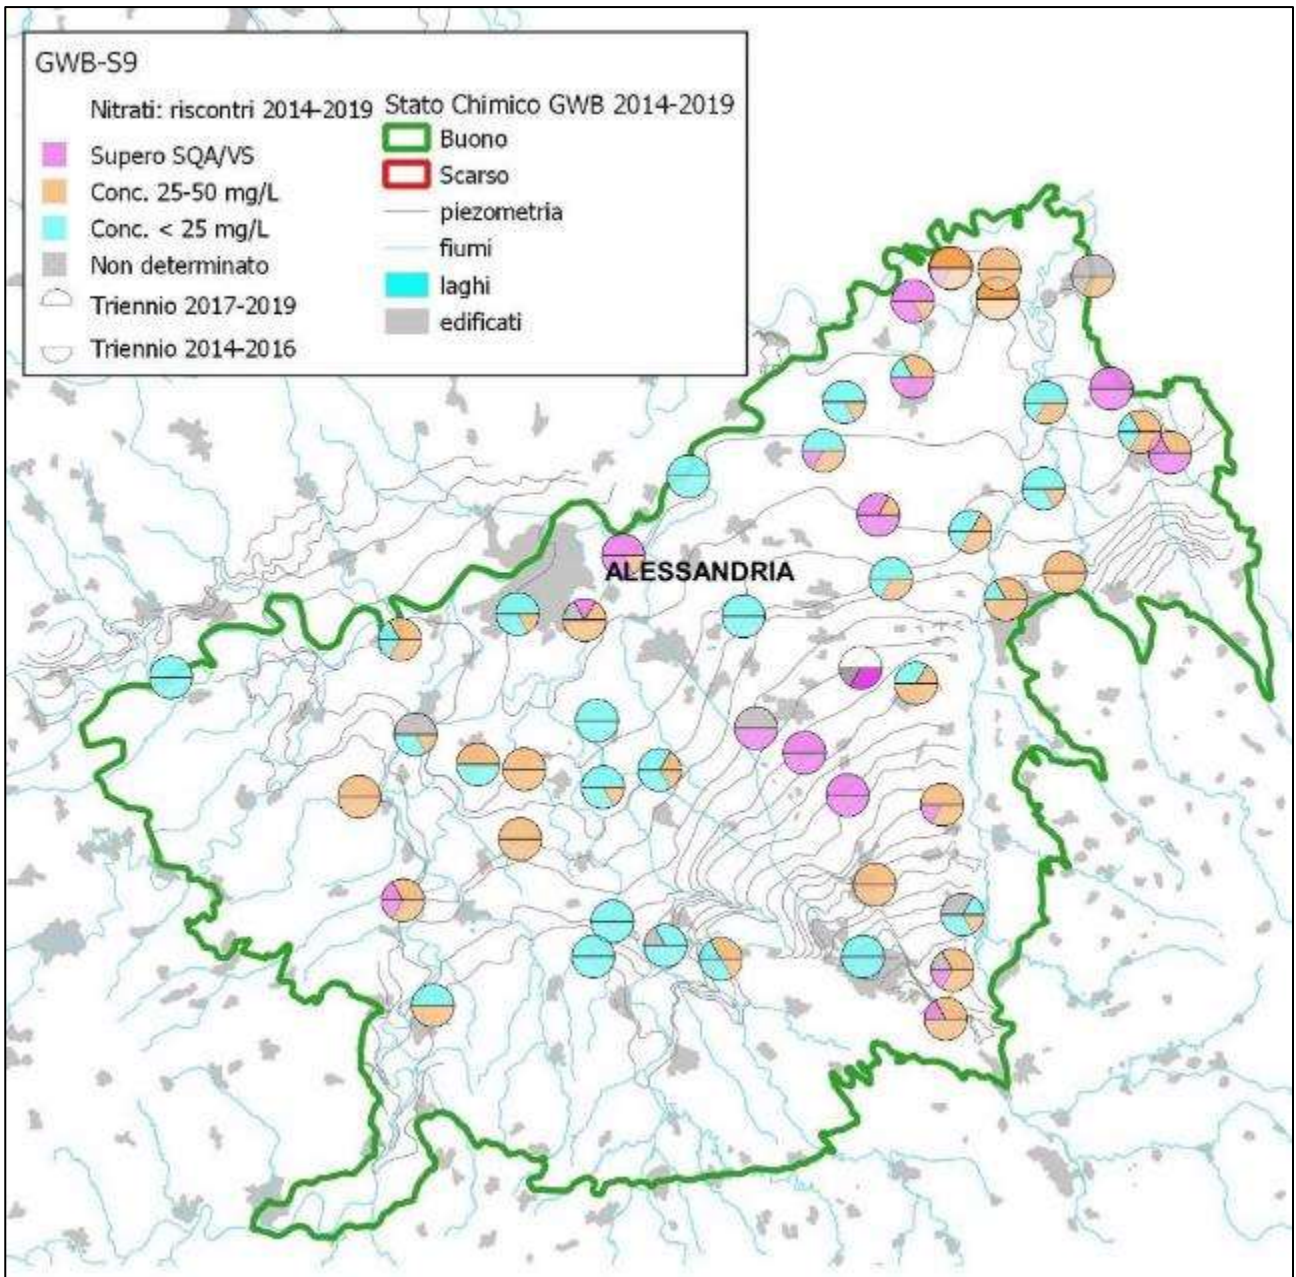 GWB-S9
Nitrati: riscontri 2014-2019
Supero SQA/VS
Conc. 25-50 mg/L
Conc. < 25 mg/L
Non determinato
Triennio 2017-2019
Triennio 2014-2016
Stato Chimico GWB 2014-2019
Buono
Scarso
piezometria
fiumi
laghi
edificati
ALESSANDRIA